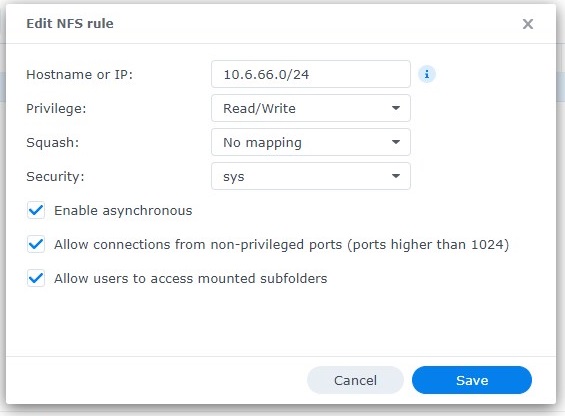 Edit NFS rule
Hostname or IP: 10.6.66.0/24
Privilege: Read/Write
Squash: No mapping
Security: sys
Enable asynchronous
Allow connections from non-privileged ports (ports higher than 1024)
Allow users to access mounted subfolders
Cancel Save